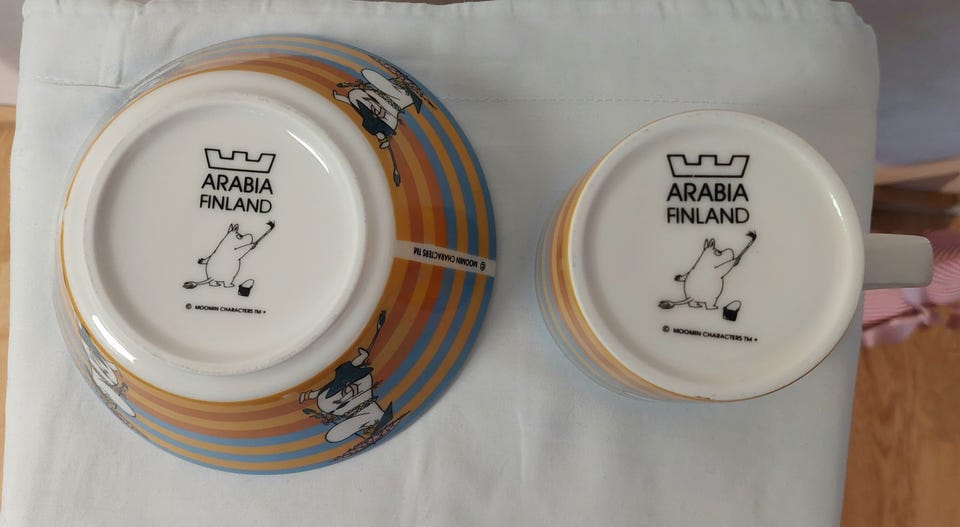 ARABIA
FINLAND
© MOOMIN CHARACTERS TM
© MOOMIN CHARACTERS TM
ARABIA
FINLAND
© MOOMIN CHARACTERS TM